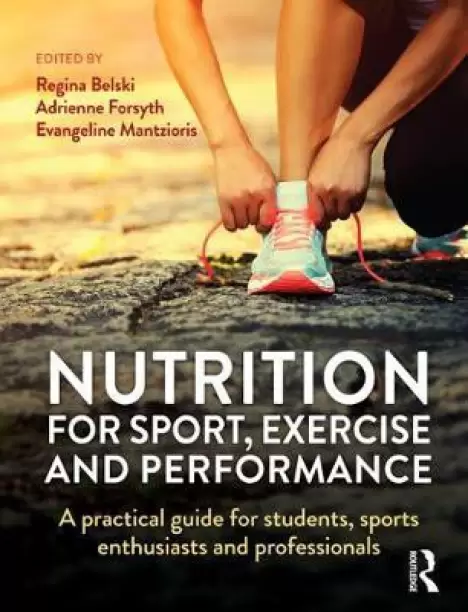 EDITED BY
Regina Belski
Adrienne Forsyth
Evangeline Mantzioris
NUTRITION
FOR SPORT, EXERCISE
AND PERFORMANCE
A practical guide for students, sports
enthusiasts and professionals
ROUTLEDGE